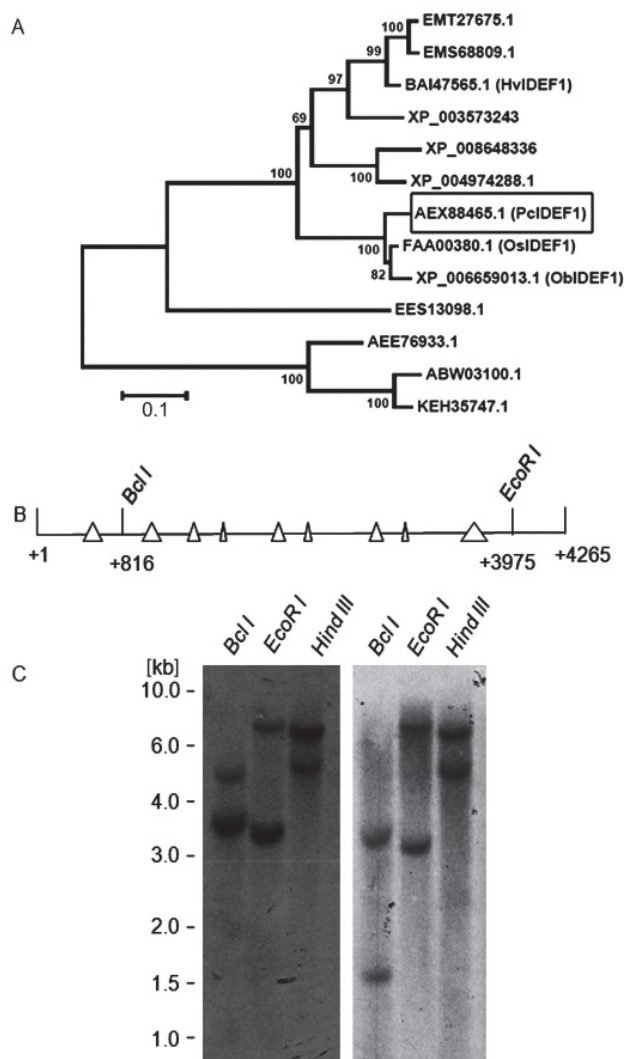 A
EMT27675.1
100
EMS68809.1
99
BAI47565.1 (HvIDEF1)
97
XP_003573243
69
XP_008648336
100
XP_004974288.1
100
AEX88465.1 (PcIDEF1)
100
FAA00380.1 (OsIDEF1)
82
XP_006659013.1 (ObIDEF1)
EES13098.1
AEE76933.1
100
ABW03100.1
100
KEH35747.1
0.1
B
Bcl I
EcoR I
+1
+816
+3975
+4265
C
Bcl I EcoR I Hind III Bcl I EcoR I Hind III
[kb]
10.0
6.0
4.0
3.0
2.0
1.5
1.0